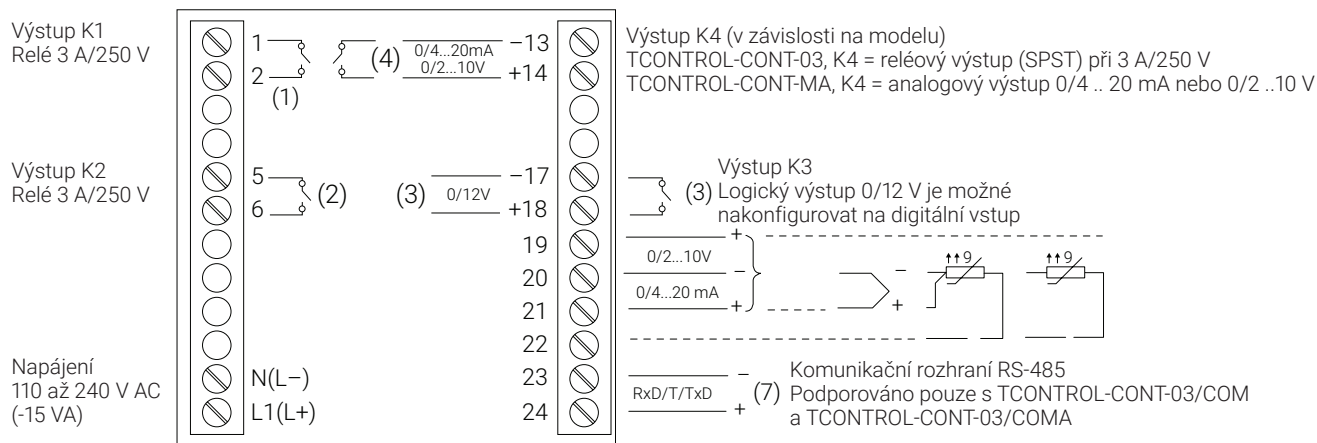 Výstup K1
Relé 3 A/250 V
1
2
(1)
(4)
0/4...20mA
0/2...10V
−13
+14
Výstup K4 (v závislosti na modelu)
TCONTROL-CONT-03, K4 = reléový výstup (SPST) při 3 A/250 V
TCONTROL-CONT-MA, K4 = analogový výstup 0/4 .. 20 mA nebo 0/2 ..10 V
Výstup K2
Relé 3 A/250 V
5
6
(2)
(3)
0/12V
−17
+18
Výstup K3
(3) Logický výstup 0/12 V je možné
nakonfigurovat na digitální vstup
19
20
21
22
+
0/2...10V
−
0/4...20 mA
+
−
+
9
9
Napájení
110 až 240 V AC
(-15 VA)
N(L−)
L1(L+)
23
24
−
RxD/T/TxD
+
(7)
Komunikační rozhraní RS-485
Podporováno pouze s TCONTROL-CONT-03/COM
a TCONTROL-CONT-03/COMA